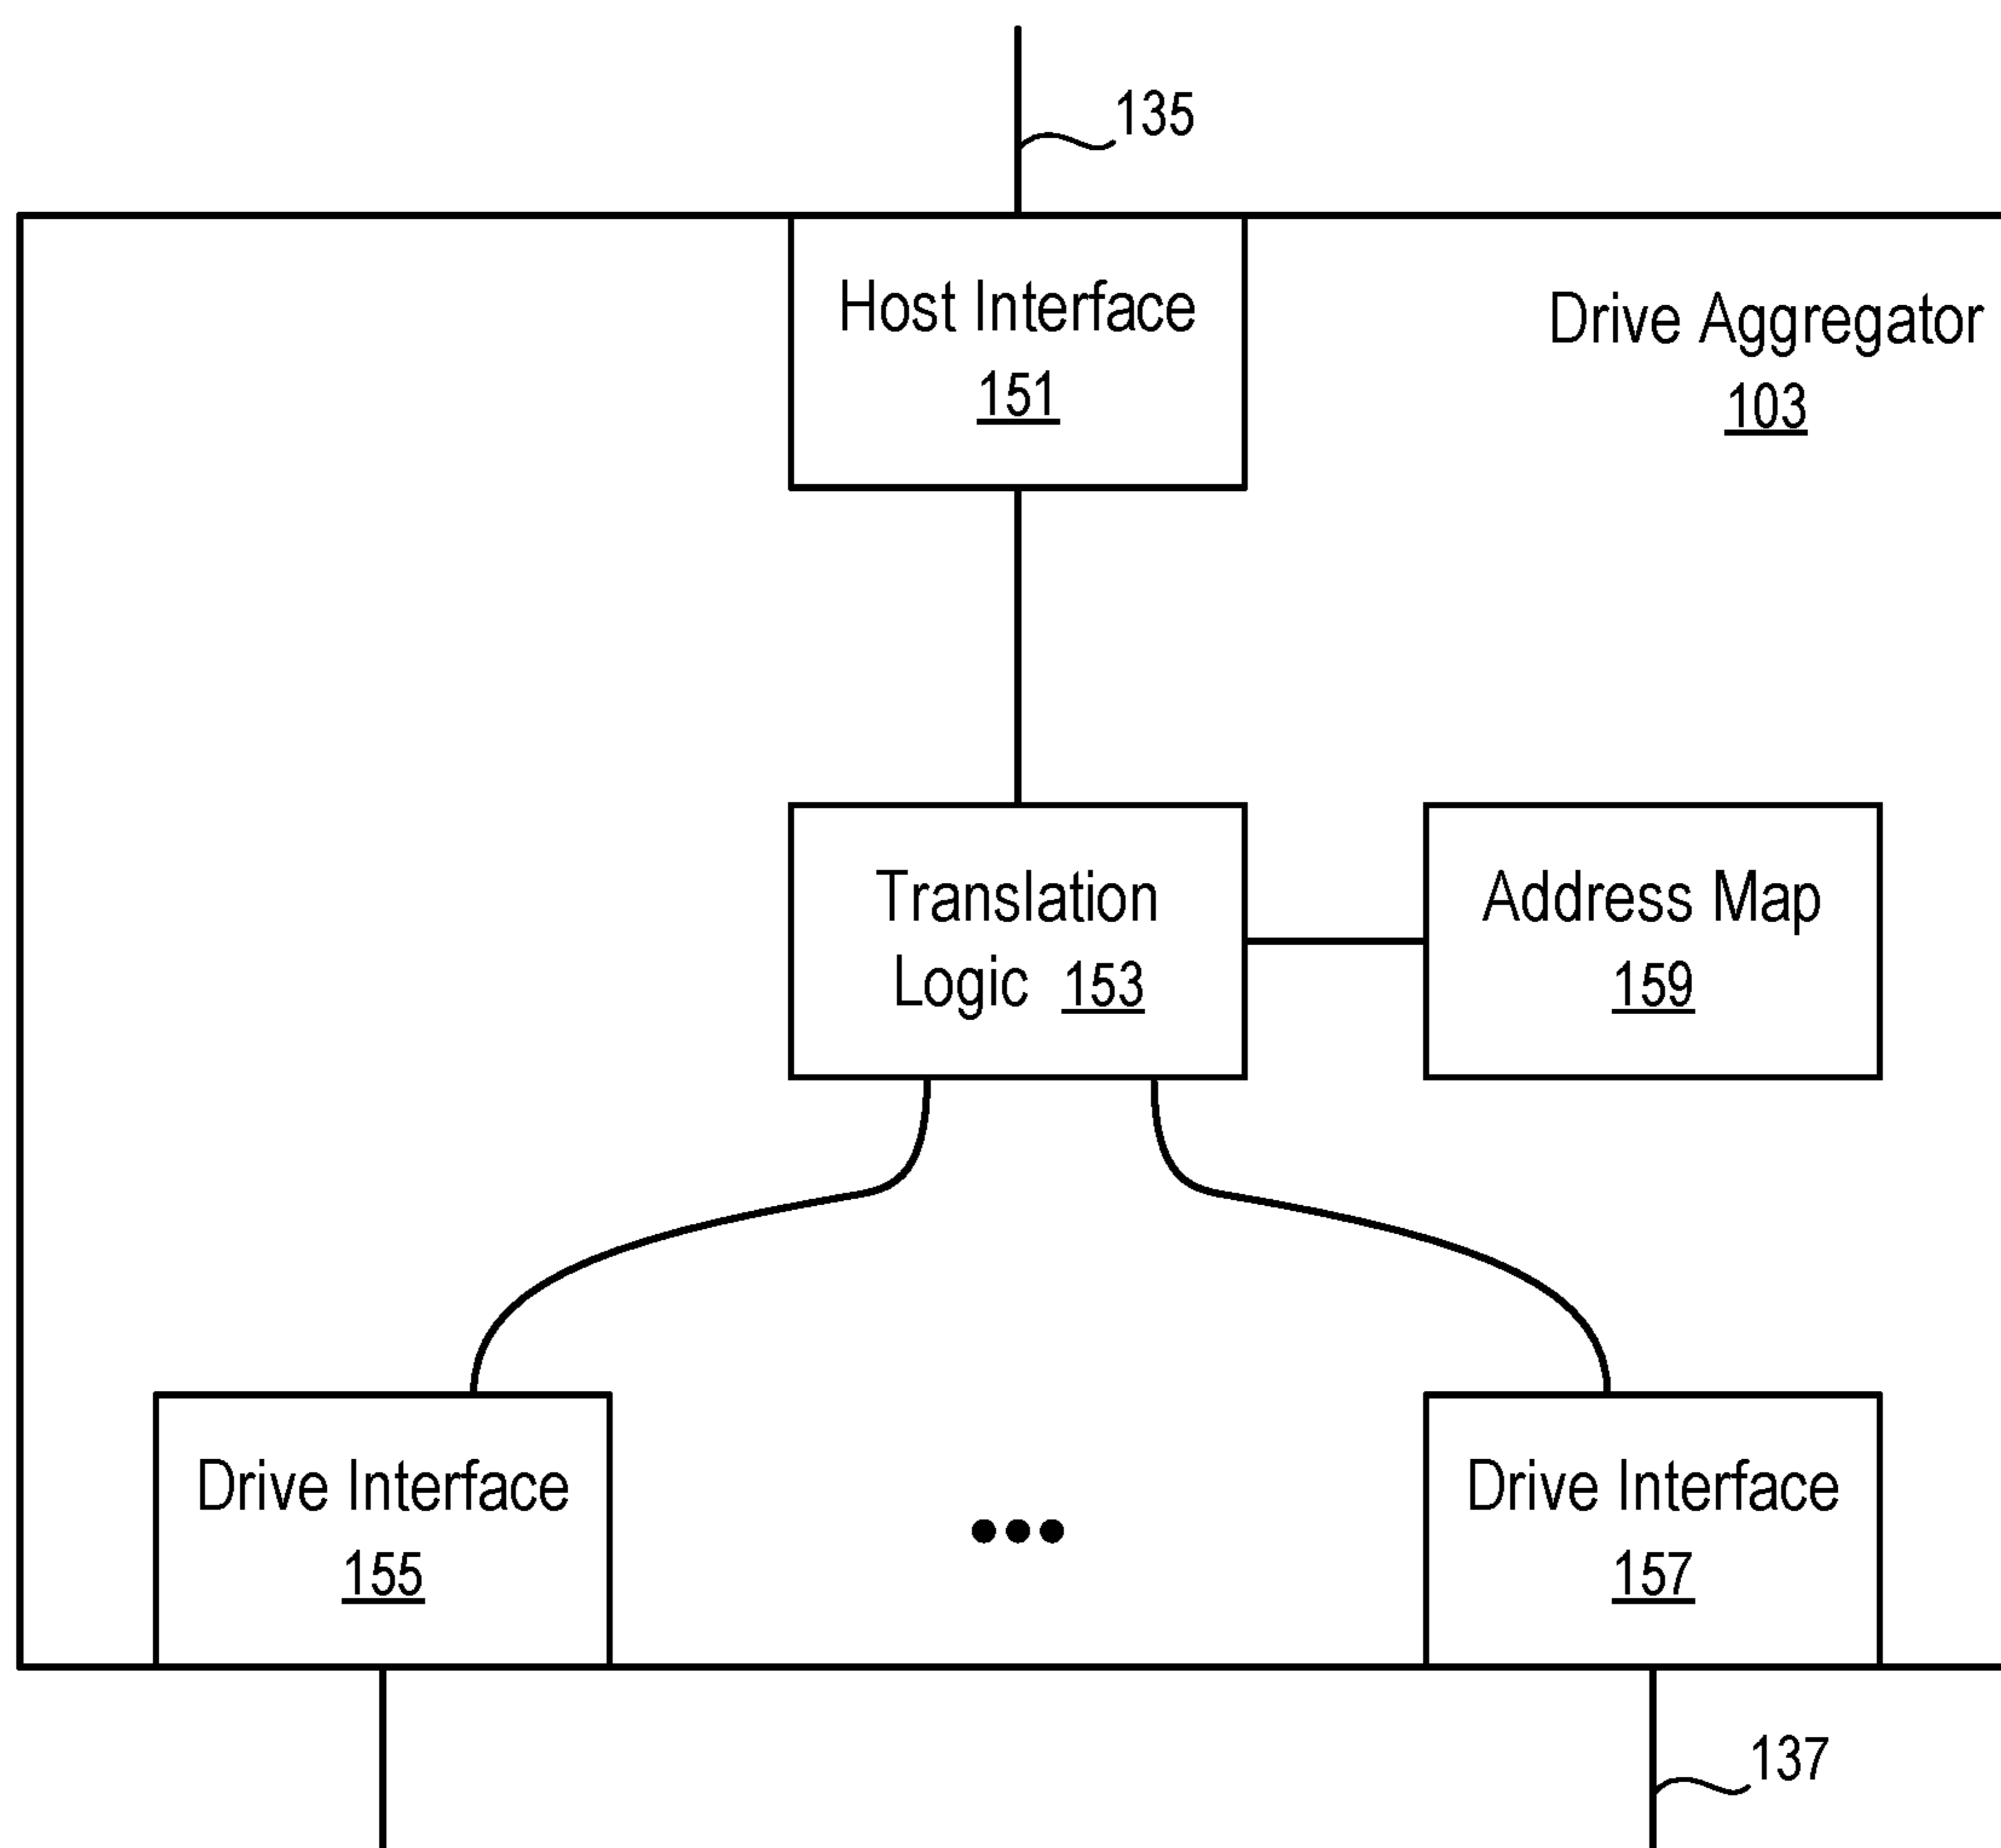 135
Host Interface
151
Drive Aggregator
103
Translation
Logic 153
Address Map
159
Drive Interface
155
•••
Drive Interface
157
137